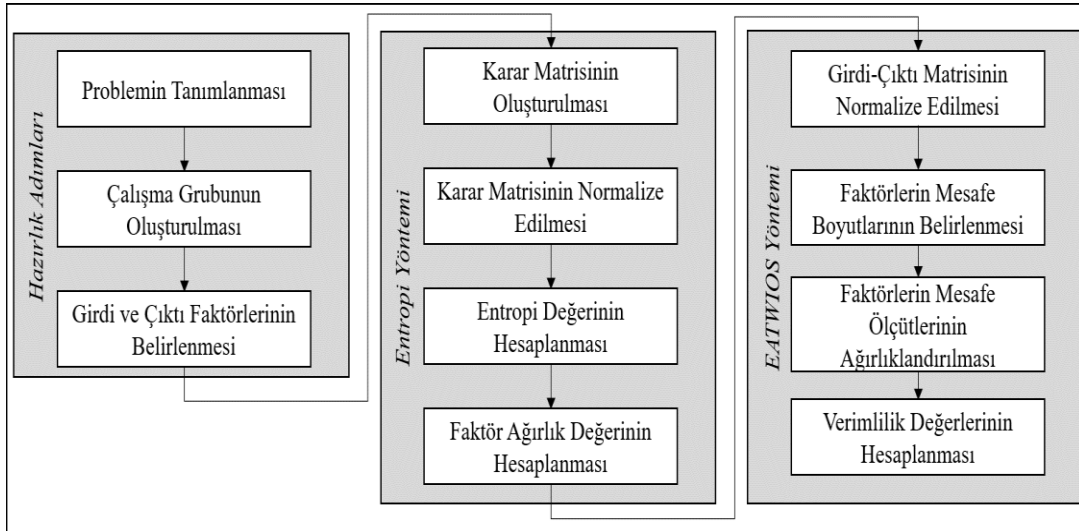 Hazırlık Adımları
Problemin Tanımlanması
Çalışma Grubunun
Oluşturulması
Girdi ve Çıktı Faktörlerinin
Belirlenmesi
Entropi Yöntemi
Karar Matrisinin
Oluşturulması
Karar Matrisinin Normalize
Edilmesi
Entropi Değerinin
Hesaplanması
Faktör Ağırlık Değerinin
Hesaplanması
EATWIOS Yöntemi
Girdi-Çıktı Matrisinin
Normalize Edilmesi
Faktörlerin Mesafe
Boyutlarının Belirlenmesi
Faktörlerin Mesafe
Ölçütlerinin
Ağırlıklandırılması
Verimlilik Değerlerinin
Hesaplanması